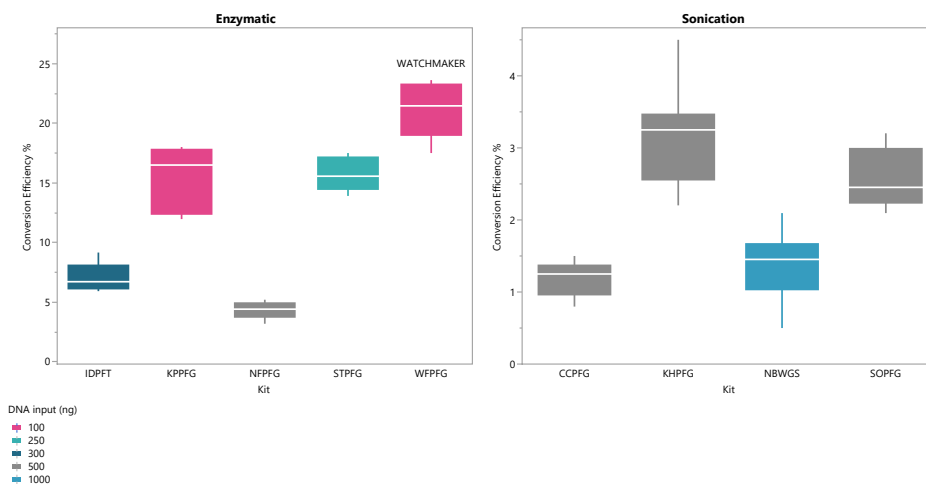 Enzymatic
Conversion Efficiency %
25
20
15
10
5
0
WATCHMAKER
IDPFT KPPFG NFPFG STPFG WFPFG
Kit
Sonication
Conversion Efficiency %
4
3
2
1
0
CCPFG KHPFG NBWGS SOPFG
Kit
DNA input (ng)
100
250
300
500
1000